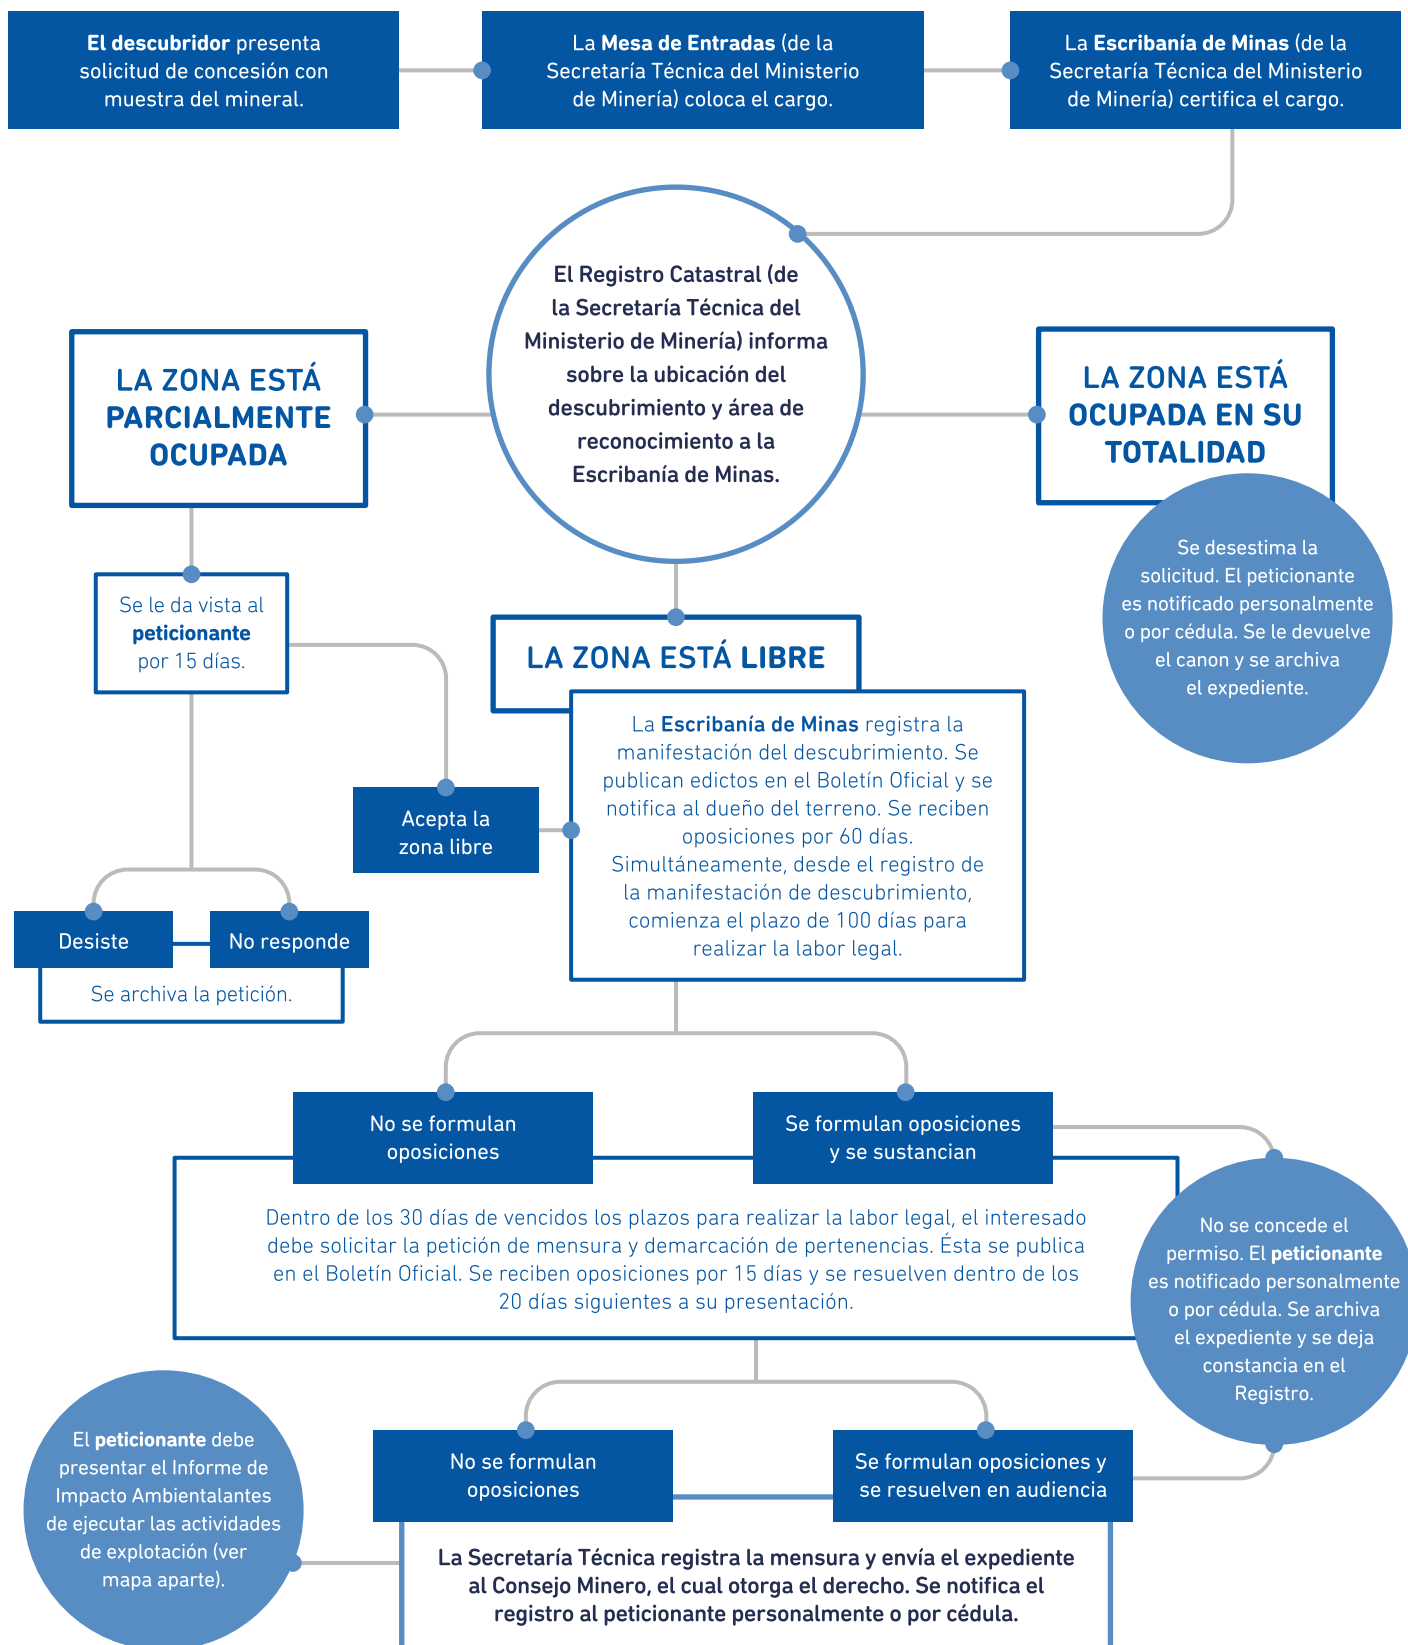 El descubridor presenta
solicitud de concesión con
muestra del mineral.
La Mesa de Entradas (de la
Secretaría Técnica del Ministerio
de Minería) coloca el cargo.
La Escribanía de Minas (de la
Secretaría Técnica del Ministerio
de Minería) certifica el cargo.
El Registro Catastral (de
la Secretaría Técnica del
Ministerio de Minería) informa
sobre la ubicación del
descubrimiento y área de
reconocimiento a la
Escribanía de Minas.
LA ZONA ESTÁ
PARCIALMENTE
OCUPADA
LA ZONA ESTÁ
OCUPADA EN SU
TOTALIDAD
Se desestima la
solicitud. El peticionante
es notificado personalmente
o por cédula. Se le devuelve
el canon y se archiva
el expediente.
Se le da vista al
peticionante
por 15 días.
LA ZONA ESTÁ LIBRE
La Escribanía de Minas registra la
manifestación del descubrimiento. Se
publican edictos en el Boletín Oficial y se
notifica al dueño del terreno. Se reciben
oposiciones por 60 días.
Simultáneamente, desde el registro de
la manifestación de descubrimiento,
comienza el plazo de 100 días para
realizar la labor legal.
Acepta la
zona libre
Desiste
No responde
Se archiva la petición.
No se formulan
oposiciones
Se formulan oposiciones
y se sustancian
Dentro de los 30 días de vencidos los plazos para realizar la labor legal, el interesado
debe solicitar la petición de mensura y demarcación de pertenencias. Ésta se publica
en el Boletín Oficial. Se reciben oposiciones por 15 días y se resuelven dentro de los
20 días siguientes a su presentación.
No se concede el
permiso. El peticionante
es notificado personalmente
o por cédula. Se archiva
el expediente y se deja
constancia en el
Registro.
El peticionante debe
presentar el Informe de
Impacto Ambientalantes
de ejecutar las actividades
de explotación (ver
mapa aparte).
No se formulan
oposiciones
Se formulan oposiciones y
se resuelven en audiencia
La Secretaría Técnica registra la mensura y envía el expediente
al Consejo Minero, el cual otorga el derecho. Se notifica el
registro al peticionante personalmente o por cédula.